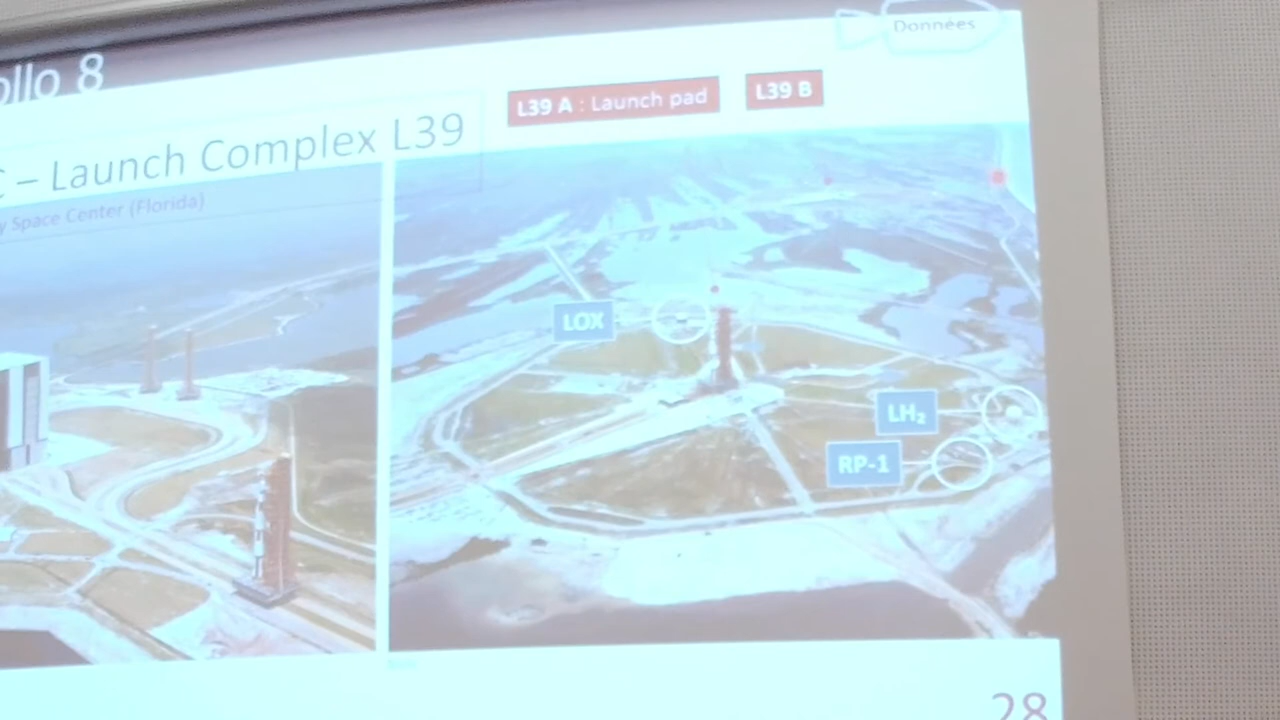 ollo 8
Données
L39 A : Launch pad
L39 B
C – Launch Complex L39
y Space Center (Florida)
LOX
LH₂
RP-1
28